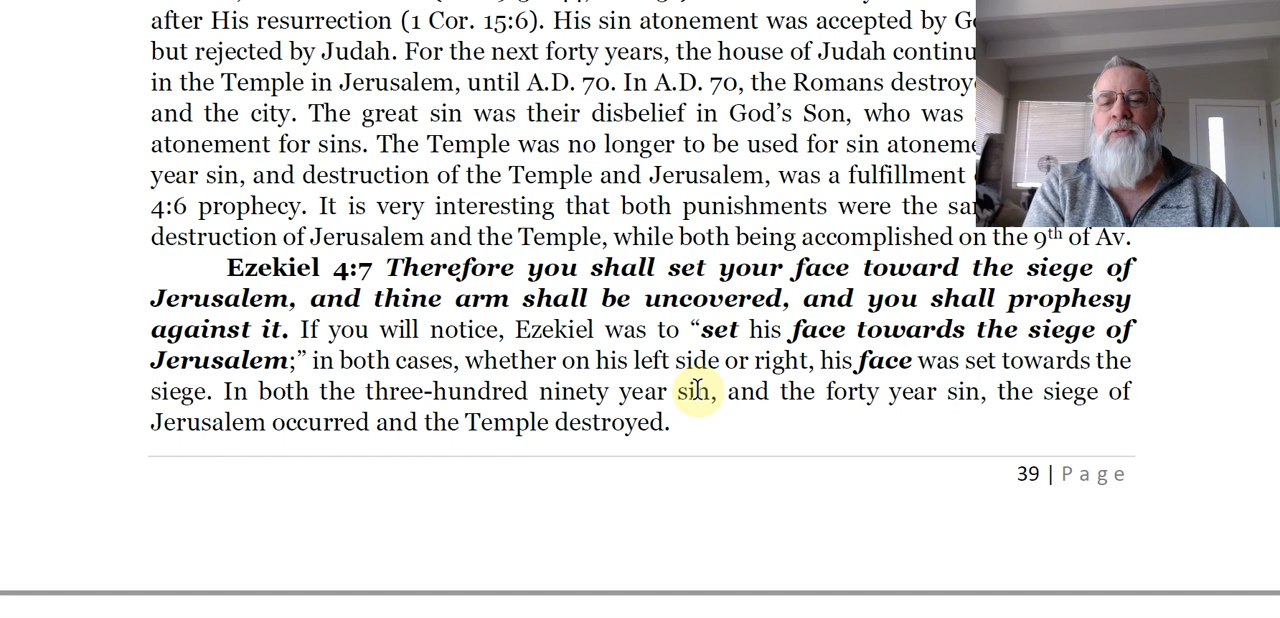 after His resurrection (1 Cor. 15:6). His sin atonement was accepted by
but rejected by Judah. For the next forty years, the house of Judah
in the Temple in Jerusalem, until A.D. 70. In A.D. 70, the Romans
and the city. The great sin was their disbelief in God's Son, who was
atonement for sins. The Temple was no longer to be used for sin
year sin, and destruction of the Temple and Jerusalem, was a fulfillment
4:6 prophecy. It is very interesting that both punishments were the
destruction of Jerusalem and the Temple, while both being accomplished on the 9th of Av.
Ezekiel 4:7 Therefore you shall set your face toward the siege of
Jerusalem, and thine arm shall be uncovered, and you shall prophesy
against it. If you will notice, Ezekiel was to “set his face towards the siege of
Jerusalem;” in both cases, whether on his left side or right, his face was set towards the
siege. In both the three-hundred ninety year sin, and the forty year sin, the siege of
Jerusalem occurred and the Temple destroyed.
39 | Page